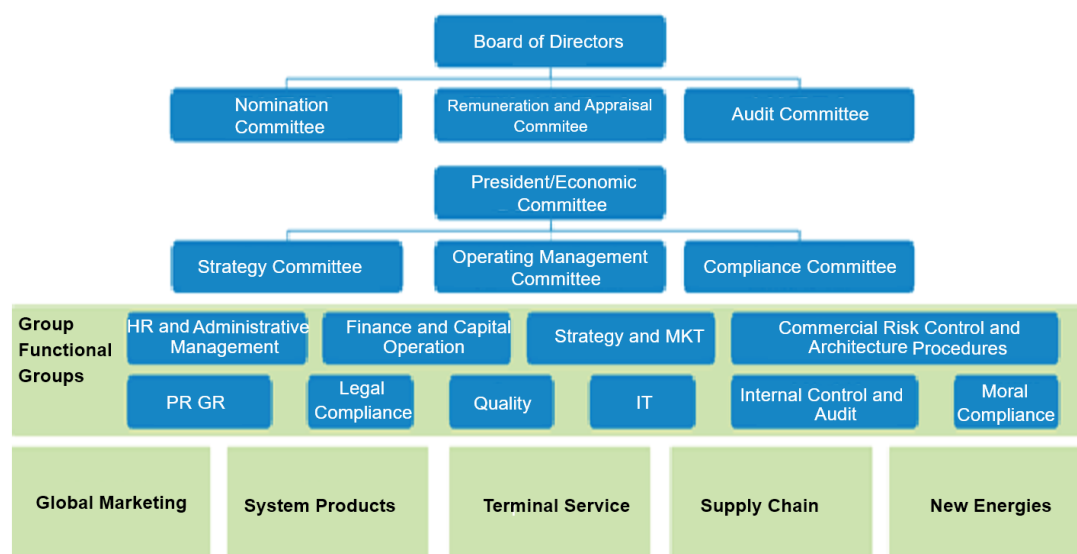 Board of Directors
Nomination
Committee
Remuneration and Appraisal
Commitee
Audit Committee
President/Economic
Committee
Strategy Committee
Operating Management
Committee
Compliance Committee
Group
Functional
Groups
HR and Administrative
Management
Finance and Capital
Operation
Strategy and MKT
Commercial Risk Control and
Architecture Procedures
PR GR
Legal
Compliance
Quality
IT
Internal Control and
Audit
Moral
Compliance
Global Marketing
System Products
Terminal Service
Supply Chain
New Energies